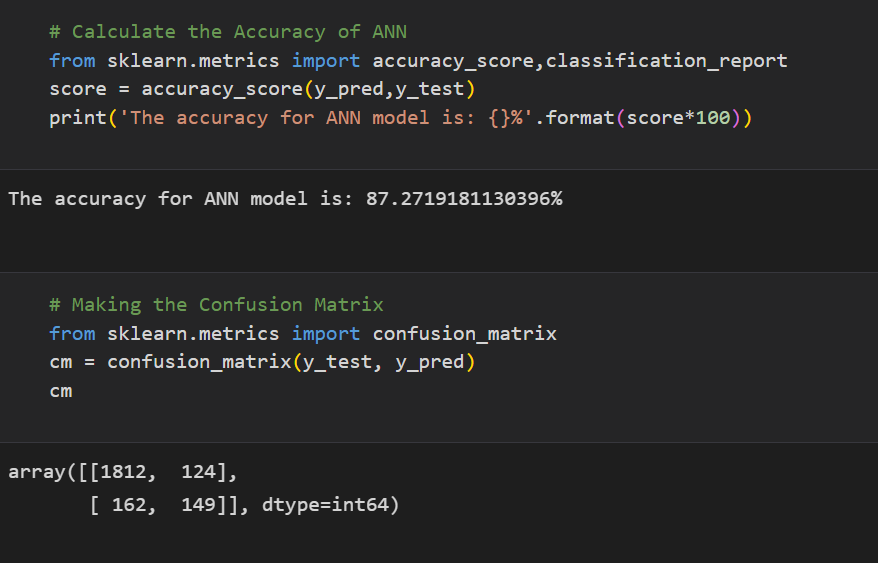 # Calculate the Accuracy of ANN
from sklearn.metrics import accuracy_score,classification_report
score = accuracy_score(y_pred,y_test)
print('The accuracy for ANN model is: {}%'.format(score*100))
The accuracy for ANN model is: 87.2719181130396%
# Making the Confusion Matrix
from sklearn.metrics import confusion_matrix
cm = confusion_matrix(y_test, y_pred)
cm
array([[1812,  124],
       [ 162,  149]], dtype=int64)